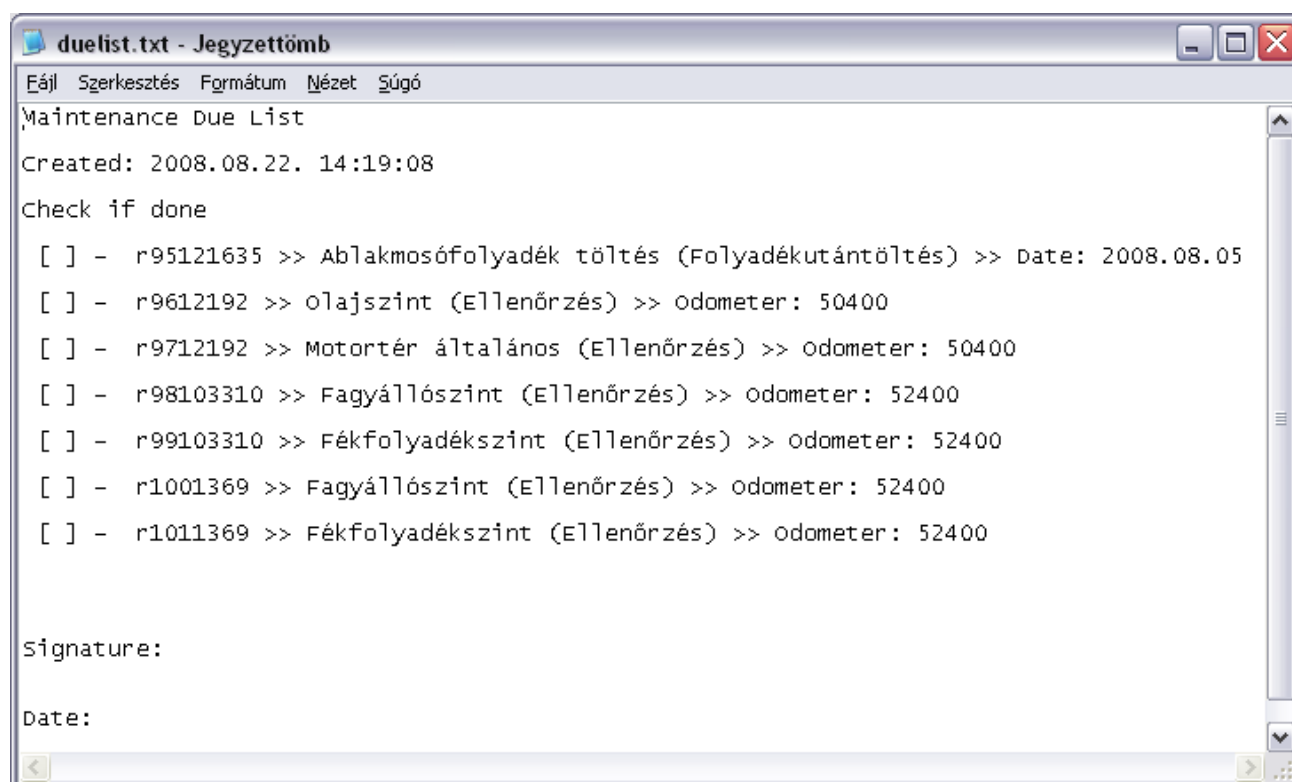 duelist.txt - Jegyzettömb
Fájl Szerkesztés Formátum Nézet Súgó
Maintenance Due List
Created: 2008.08.22. 14:19:08
Check if done
[ ] - r95121635 >> Ablakmosófolyadék töltés (Folyadékutántöltés) >> Date: 2008.08.05
[ ] - r9612192 >> Olajszint (Ellenőrzés) >> Odometer: 50400
[ ] - r9712192 >> Motortér általános (Ellenőrzés) >> Odometer: 50400
[ ] - r98103310 >> Fagyállószint (Ellenőrzés) >> Odometer: 52400
[ ] - r99103310 >> Fékfolyadékszint (Ellenőrzés) >> Odometer: 52400
[ ] - r1001369 >> Fagyállószint (Ellenőrzés) >> Odometer: 52400
[ ] - r1011369 >> Fékfolyadékszint (Ellenőrzés) >> Odometer: 52400
Signature:
Date: